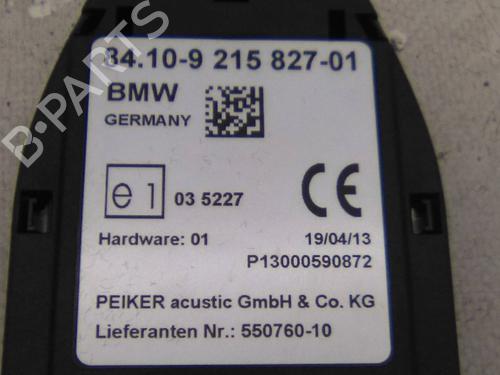 84.10-9 215 827-01
BMW
GERMANY
e1 03 5227
CE
Hardware: 01 19/04/13
P13000590872
PEIKER acustic GmbH & Co. KG
Lieferanten Nr.: 550760-10
B-PARTS